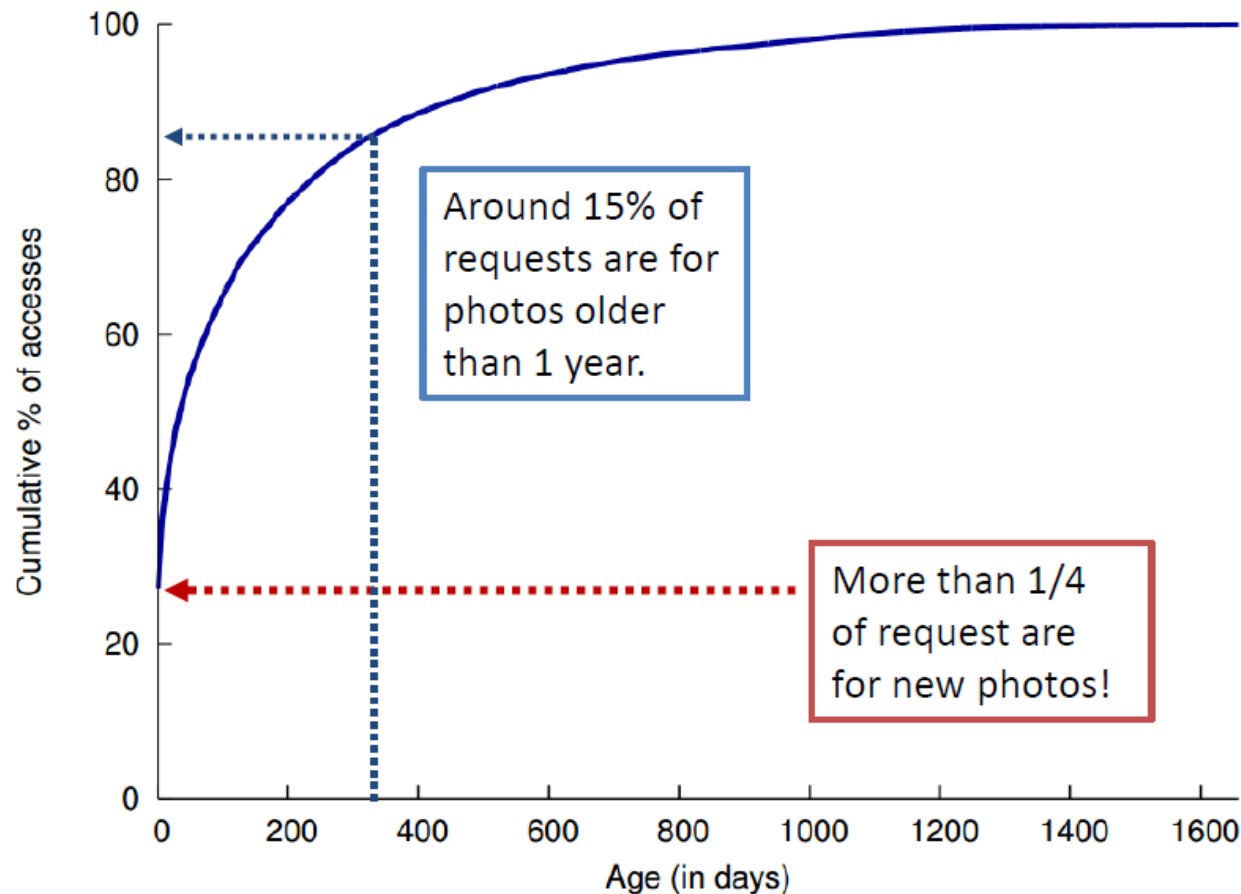 100
80
60
40
20
0
Cumulative % of accesses
Around 15% of
requests are for
photos older
than 1 year.
More than 1/4
of request are
for new photos!
0 200 400 600 800 1000 1200 1400 1600
Age (in days)